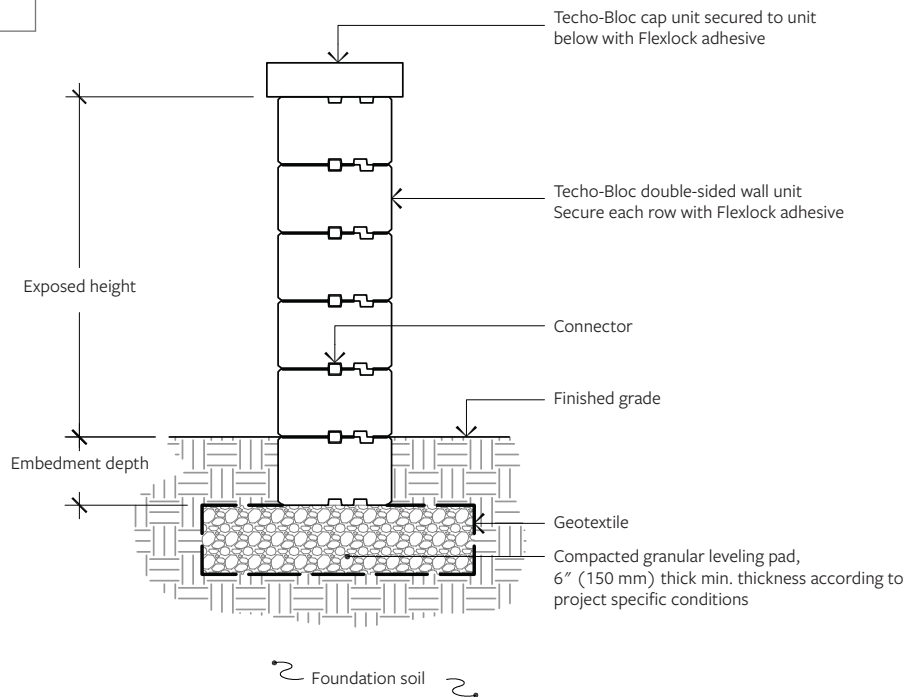 Techo-Bloc cap unit secured to unit
below with Flexlock adhesive
Techo-Bloc double-sided wall unit
Secure each row with Flexlock adhesive
Exposed height
Connector
Finished grade
Embedment depth
Geotextile
Compacted granular leveling pad,
6″ (150 mm) thick min. thickness according to
project specific conditions
Foundation soil